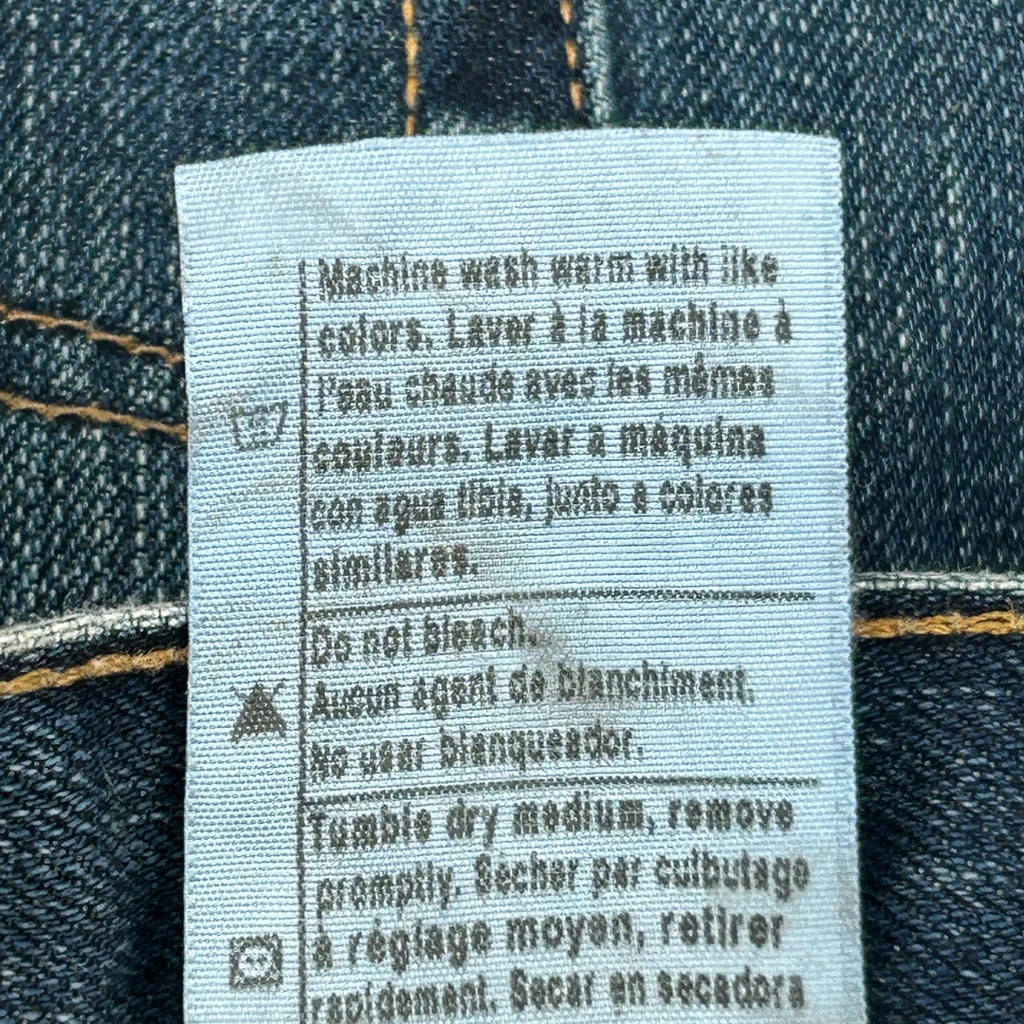 Machine wash warm with like
colors. Laver à la machine à
l'eau chaude avec les mêmes
couleurs. Lavar a máquina
con agua tibia, junto a colores
similares.
Do not bleach.
Aucun agent de blanchiment.
No usar blanqueador.
Tumble dry medium, remove
promptly. Sécher par culbutage
à réglage moyen, retirer
rapidement. Secar en secadora